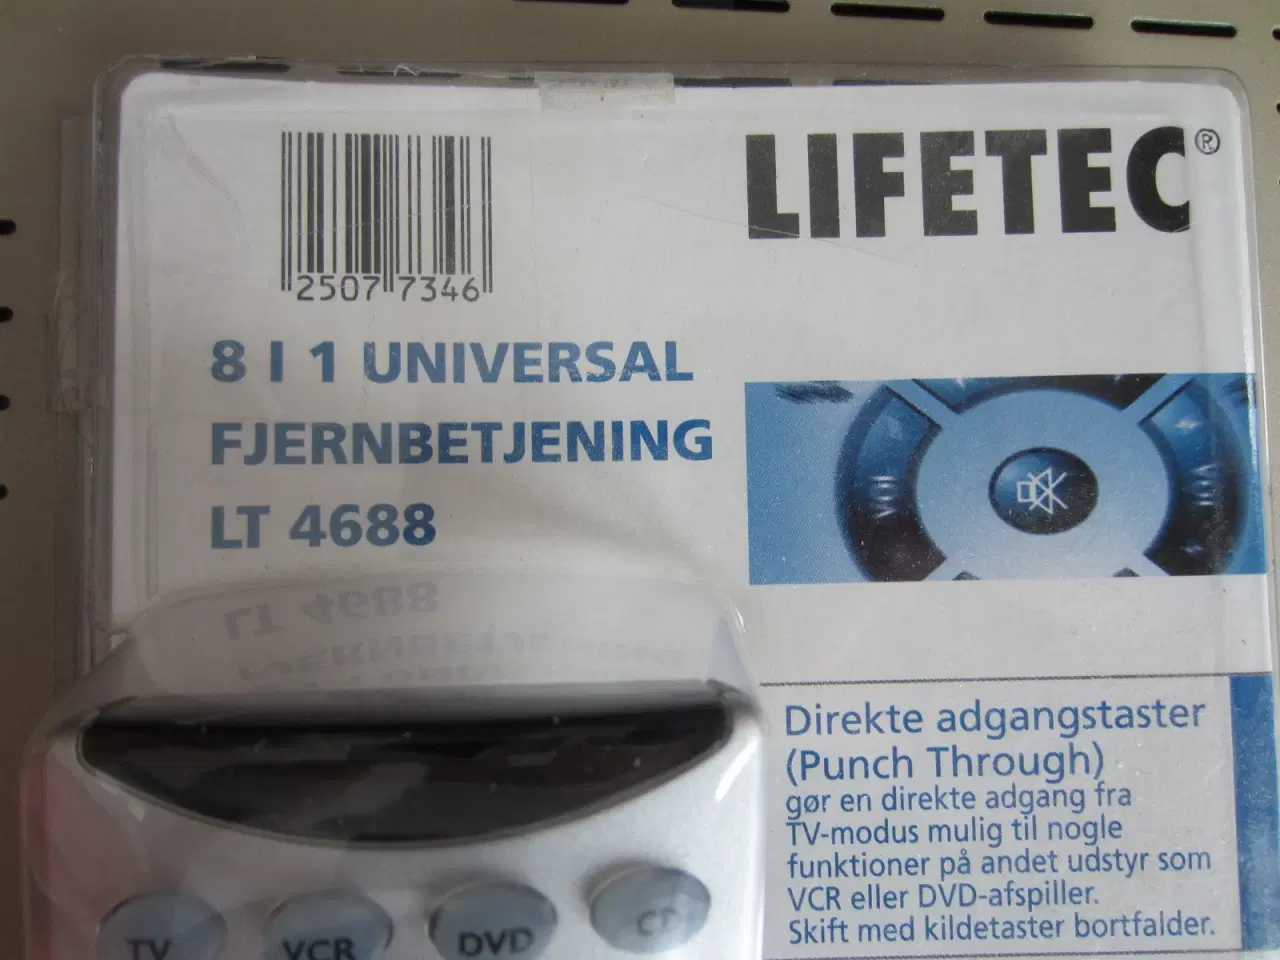 LIFETEC®
2507 7346
8 I 1 UNIVERSAL
FJERNBETJENING
LT 4688
VOL
VOL
Direkte adgangstaster
(Punch Through)
gør en direkte adgang fra
TV-modus mulig til nogle
funktioner på andet udstyr som
VCR eller DVD-afspiller.
Skift med kildetaster bortfalder.
TV VCR DVD